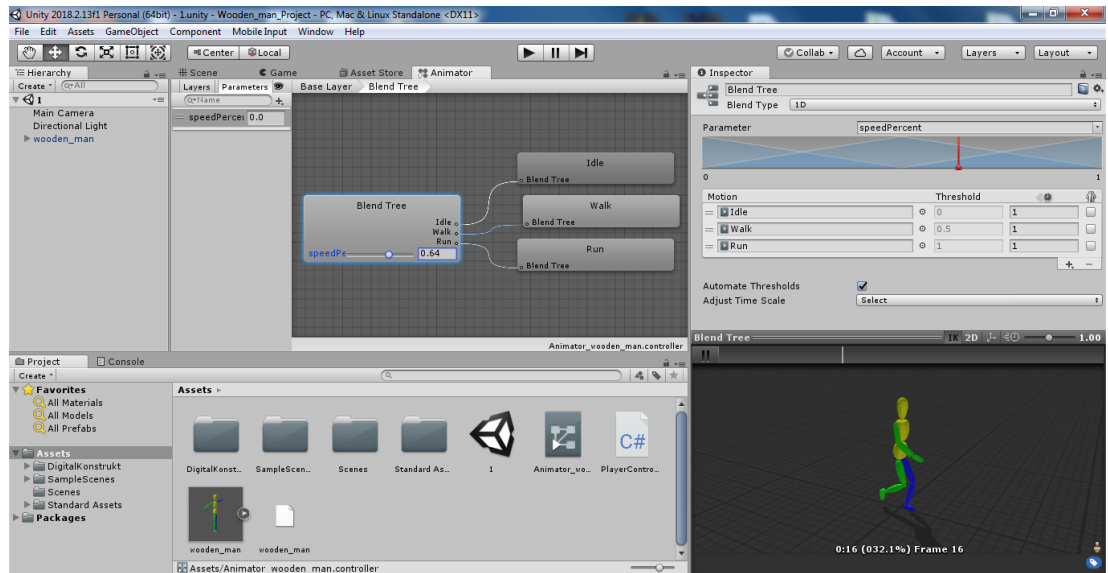 Unity 2018.2.13f1 Personal (64bit) - 1.unity - Wooden_man_Project - PC, Mac & Linux Standalone <DX11>
File Edit Assets GameObject Component Mobile Input Window Help
Center Local Collab Account Layers Layout
Hierarchy
Create All
1
Main Camera
Directional Light
wooden_man
Scene Game Asset Store Animator
Layers Parameters Base Layer Blend Tree
Name
speedPercei 0.0
Blend Tree
Idle
Walk
Run
speedPe 0.64
Idle
Blend Tree
Walk
Blend Tree
Run
Blend Tree
Animator_wooden_man.controller
Inspector
Blend Tree
Blend Type 1D
Parameter speedPercent
0 1
Motion Threshold
Idle 0 1
Walk 0.5 1
Run 1 1
Automate Thresholds
Adjust Time Scale Select
Blend Tree IK 2D 1.00
0:16 (032.1%) Frame 16
Project Console
Create
Favorites
All Materials
All Models
All Prefabs
Assets
DigitalKonstrukt
SampleScenes
Scenes
Standard Assets
Packages
Assets
DigitalKonst... SampleScen... Scenes Standard As... 1 Animator_wo... PlayerContro...
C#
wooden_man wooden_man
Assets/Animator_wooden_man.controller